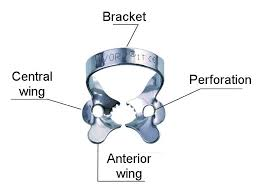 Bracket
Central
wing
Perforation
Anterior
wing